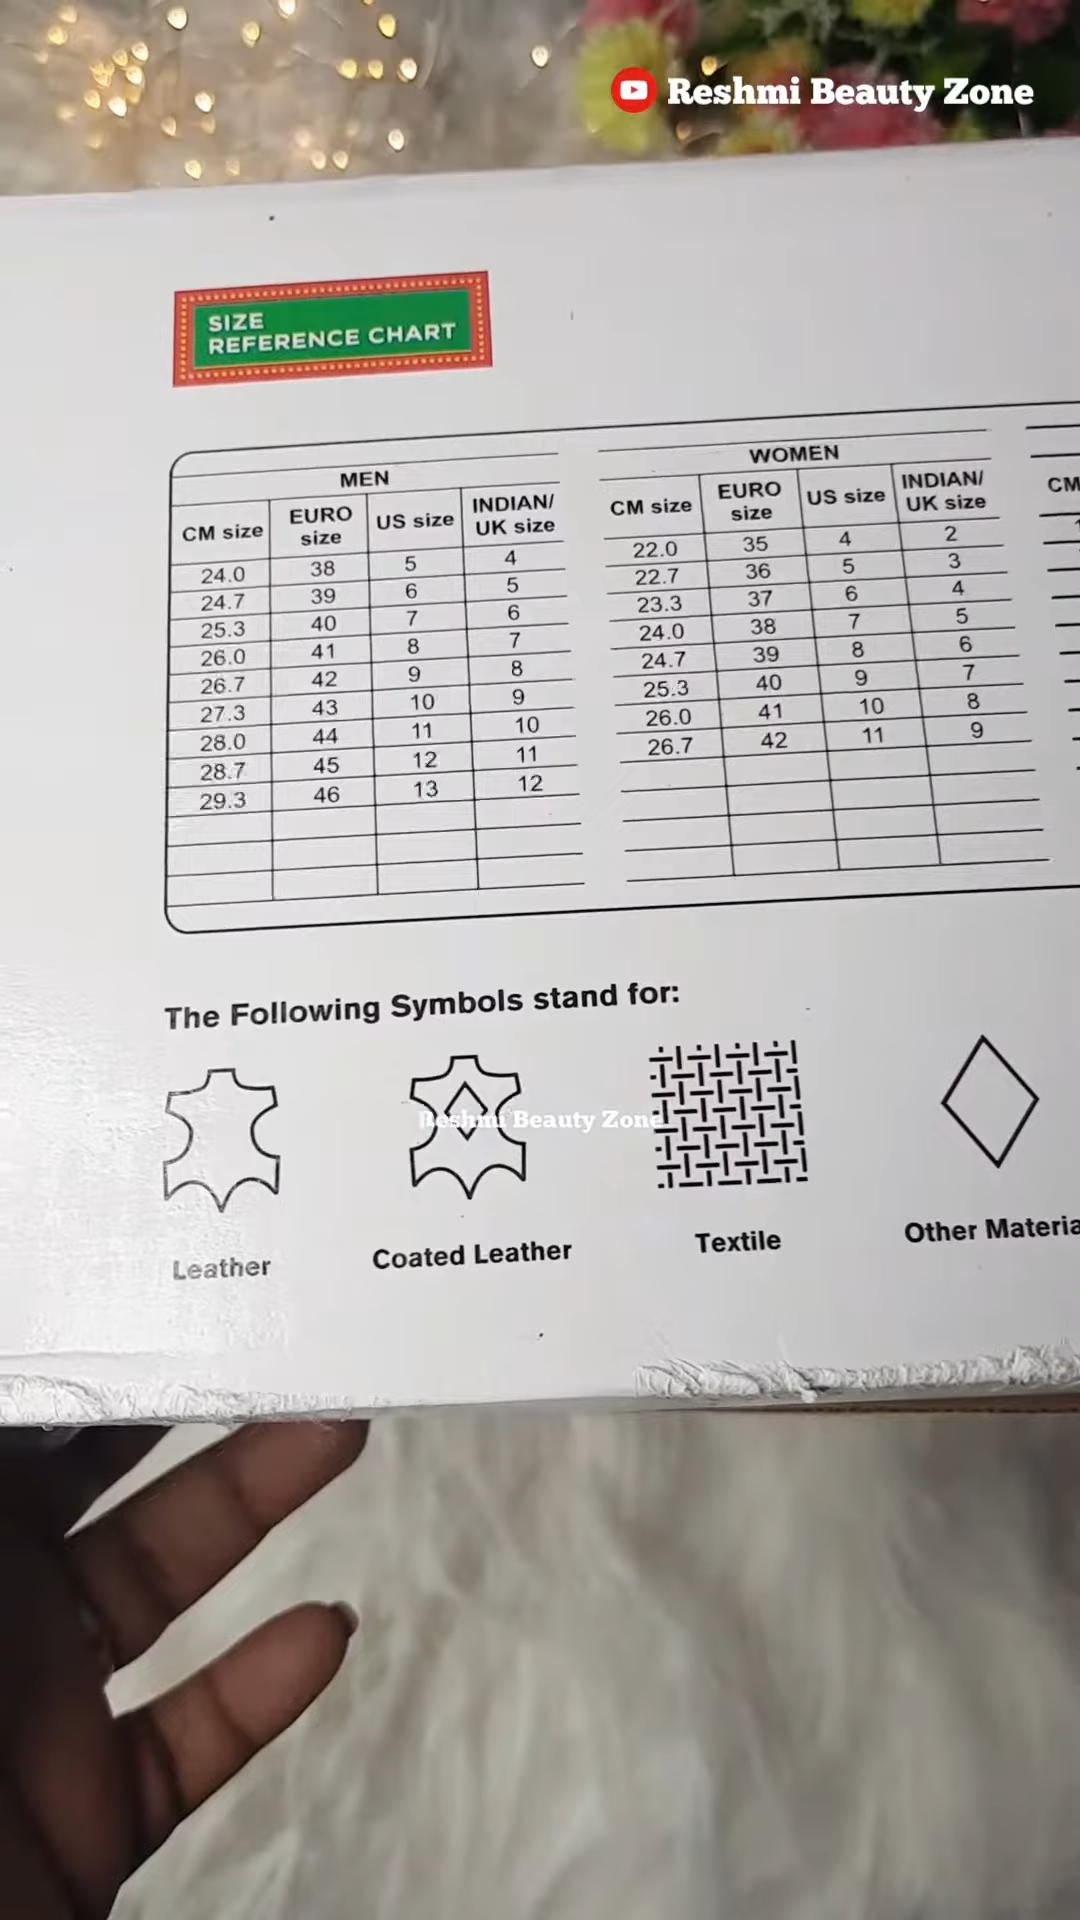 Reshmi Beauty Zone
SIZE
REFERENCE CHART
MEN
CM size EURO size US size INDIAN/ UK size
24.0 38 5 4
24.7 39 6 5
25.3 40 7 6
26.0 41 8 7
26.7 42 9 8
27.3 43 10 9
28.0 44 11 10
28.7 45 12 11
29.3 46 13 12
WOMEN
CM size EURO size US size INDIAN/ UK size
22.0 35 4 2
22.7 36 5 3
23.3 37 6 4
24.0 38 7 5
24.7 39 8 6
25.3 40 9 7
26.0 41 10 8
26.7 42 11 9
CM
The Following Symbols stand for:
Reshmi Beauty Zone
Leather
Coated Leather
Textile
Other Materia